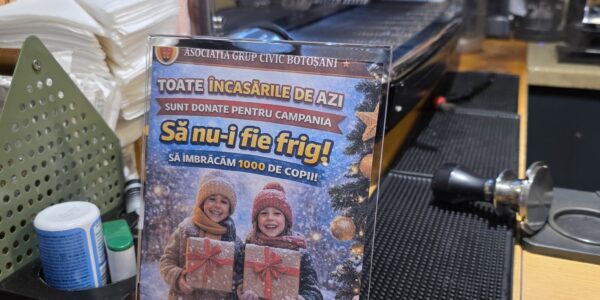 ASOCIAȚIA GRUP CIVIC BOTOȘANI
TOATE ÎNCASĂRILE DE AZI
SUNT DONATE PENTRU CAMPANIA
Să nu-i fie frig!
SĂ ÎMBRĂCĂM 1000 DE COPII!